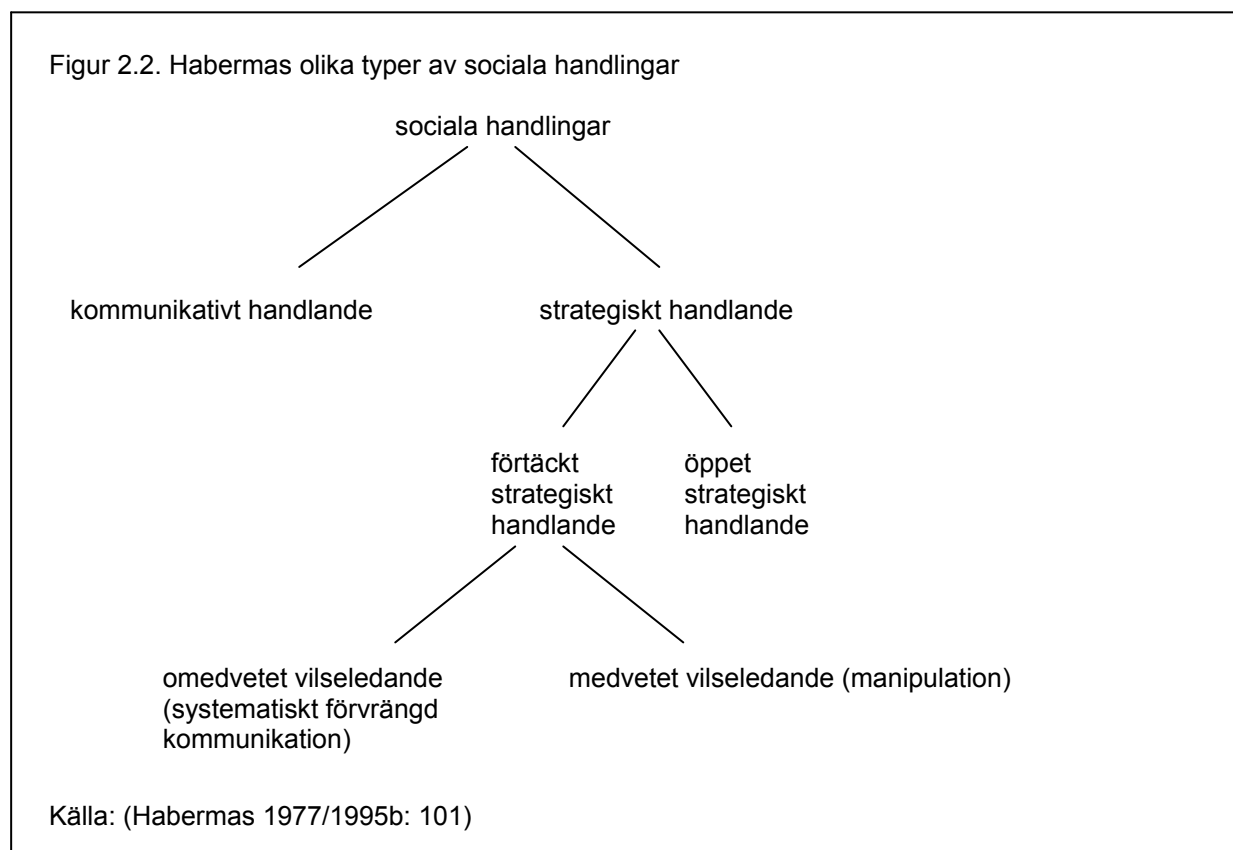 Figur 2.2. Habermas olika typer av sociala handlingar
sociala handlingar
kommunikativt handlande
strategiskt handlande
förtäckt
strategiskt
handlande
öppet
strategiskt
handlande
omedvetet vilseledande
(systematiskt förvrängd
kommunikation)
medvetet vilseledande (manipulation)
Källa: (Habermas 1977/1995b: 101)